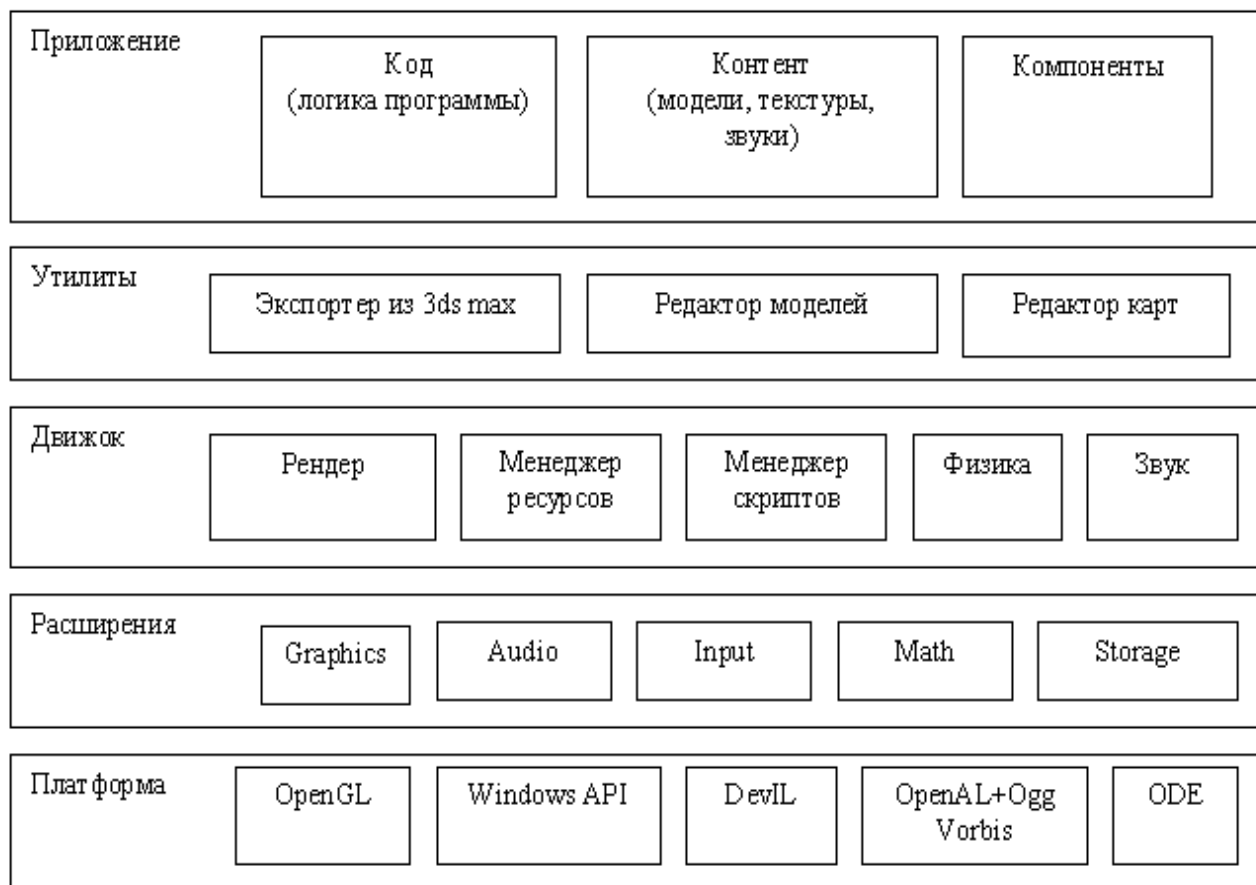 Приложение
Код
(логика программы)
Контент
(модели, текстуры,
звуки)
Компоненты
Утилиты
Экспортер из 3ds max
Редактор моделей
Редактор карт
Движок
Рендер
Менеджер
ресурсов
Менеджер
скриптов
Физика
Звук
Расширения
Graphics
Audio
Input
Math
Storage
Платформа
OpenGL
Windows API
DevIL
OpenAL+Ogg
Vorbis
ODE